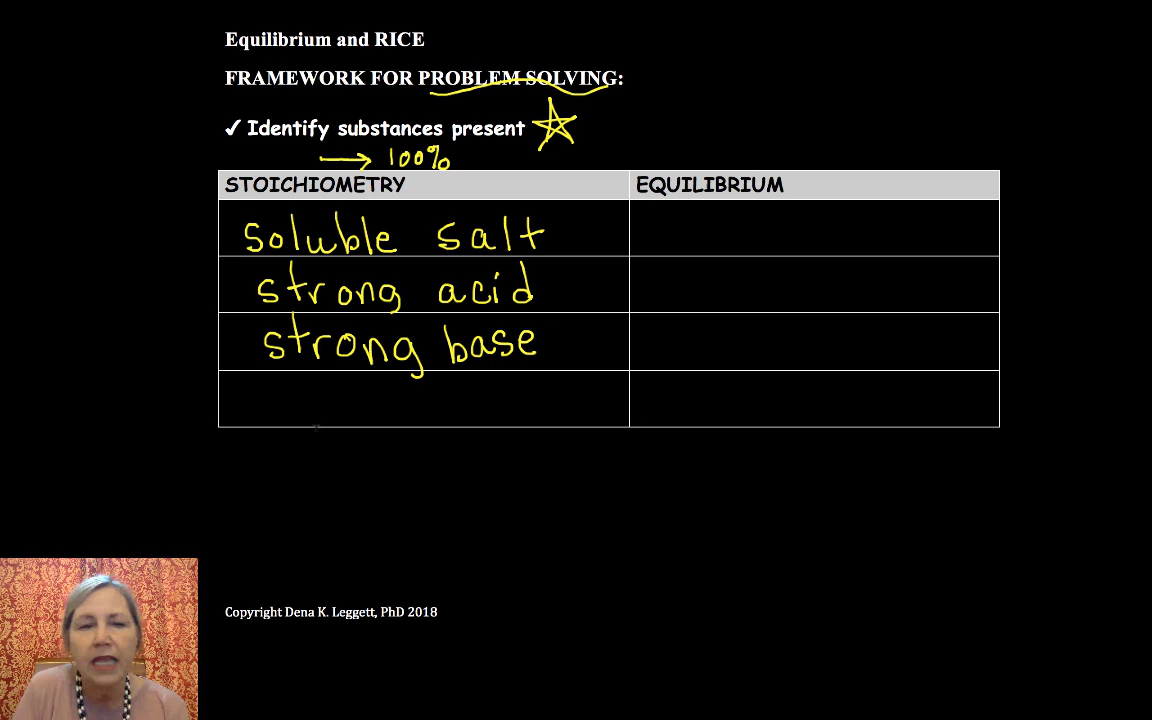 Equilibrium and RICE
FRAMEWORK FOR PROBLEM SOLVING:
✓ Identify substances present
→ 100%
STOICHIOMETRY EQUILIBRIUM
soluble salt
strong acid
strong base
Copyright Dena K. Leggett, PhD 2018